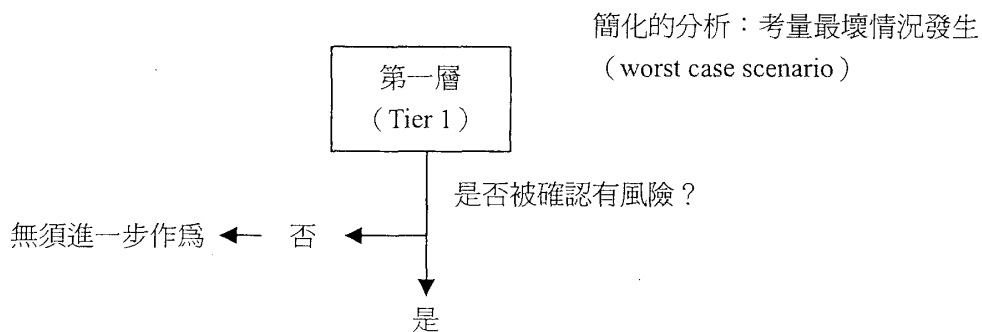 簡化的分析：考量最壞情況發生
（worst case scenario）
第一層
（Tier 1）
是否被確認有風險？
無須進一步作爲
否
是